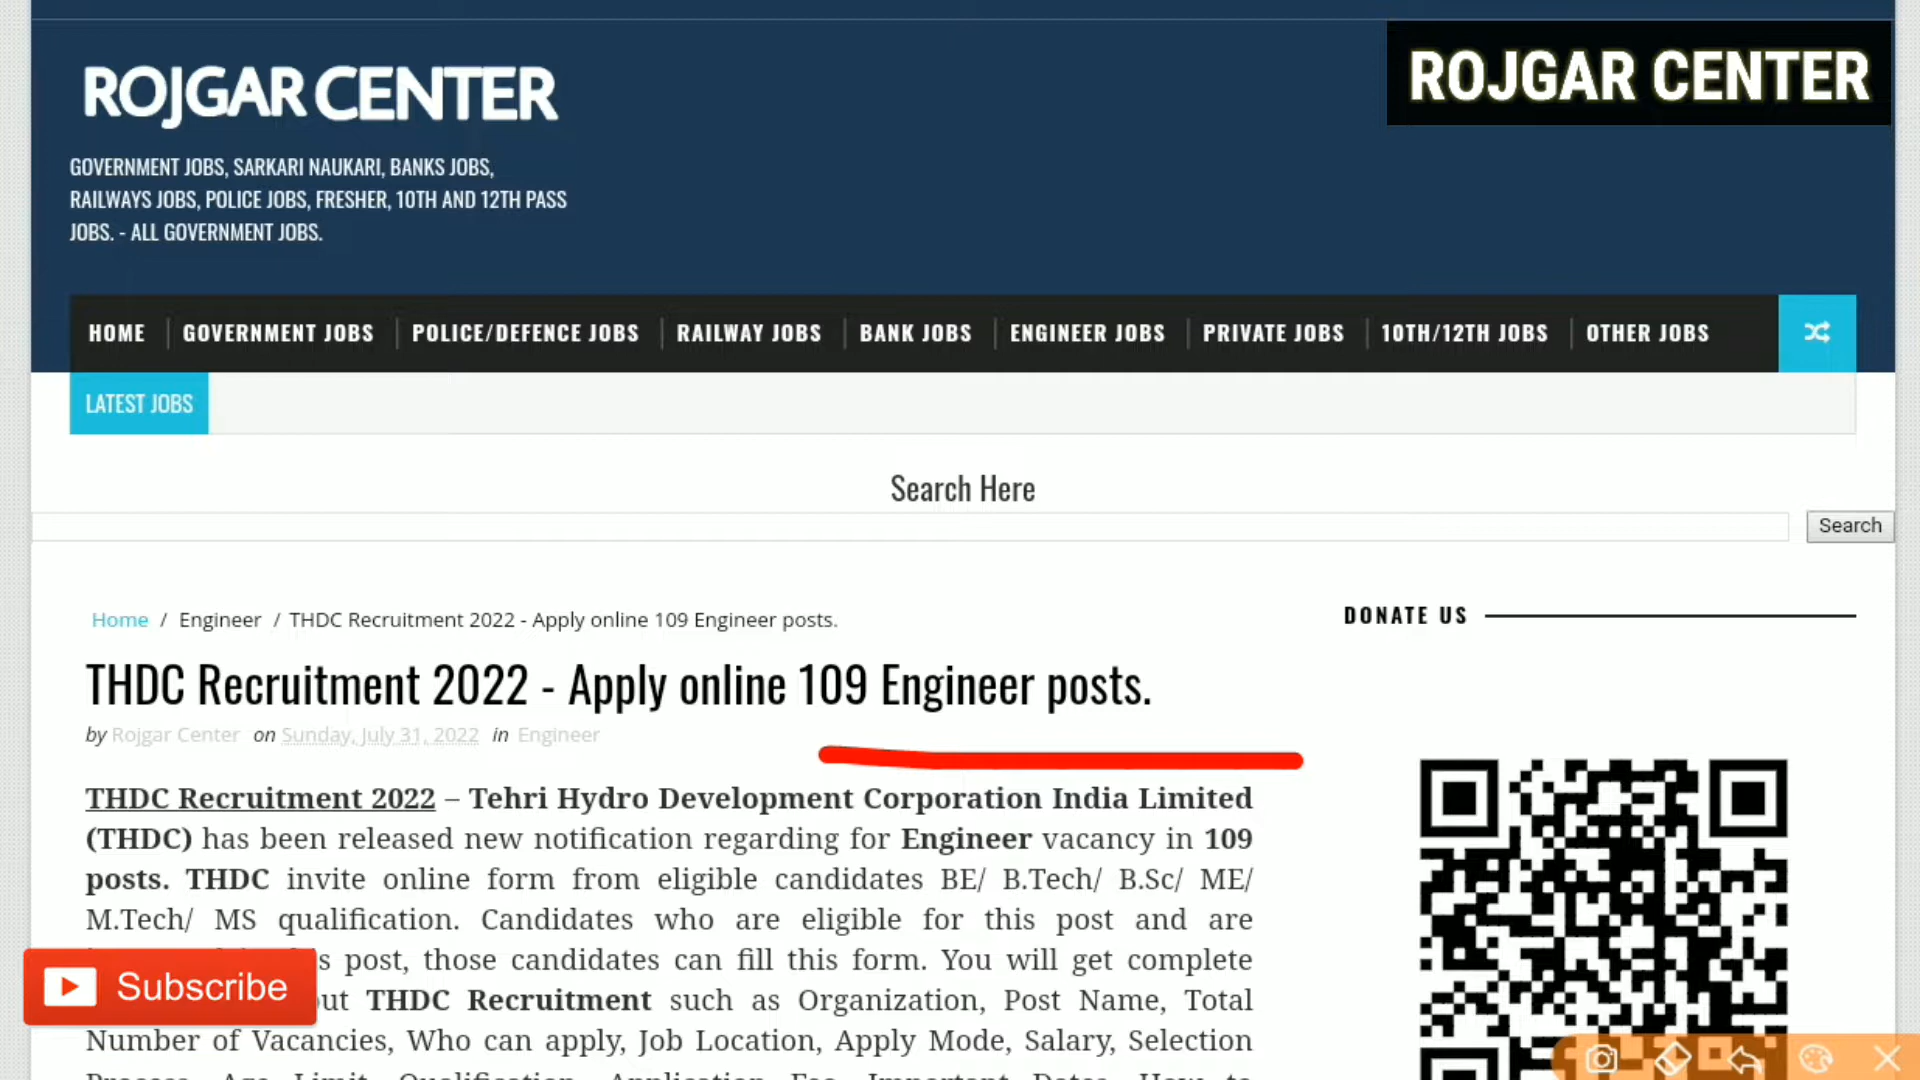 ROJGAR CENTER
ROJGAR CENTER
GOVERNMENT JOBS, SARKARI NAUKARI, BANKS JOBS,
RAILWAYS JOBS, POLICE JOBS, FRESHER, 10TH AND 12TH PASS
JOBS. - ALL GOVERNMENT JOBS.
HOME GOVERNMENT JOBS POLICE/DEFENCE JOBS RAILWAY JOBS BANK JOBS ENGINEER JOBS PRIVATE JOBS 10TH/12TH JOBS OTHER JOBS
LATEST JOBS
Search Here
Search
Home / Engineer / THDC Recruitment 2022 - Apply online 109 Engineer posts.
DONATE US
THDC Recruitment 2022 - Apply online 109 Engineer posts.
by Rojgar Center on Sunday, July 31, 2022 in Engineer
THDC Recruitment 2022 – Tehri Hydro Development Corporation India Limited
(THDC) has been released new notification regarding for Engineer vacancy in 109
posts. THDC invite online form from eligible candidates BE/ B.Tech/ B.Sc/ ME/
M.Tech/ MS qualification. Candidates who are eligible for this post and are
post, those candidates can fill this form. You will get complete
THDC Recruitment such as Organization, Post Name, Total
Number of Vacancies, Who can apply, Job Location, Apply Mode, Salary, Selection
Subscribe